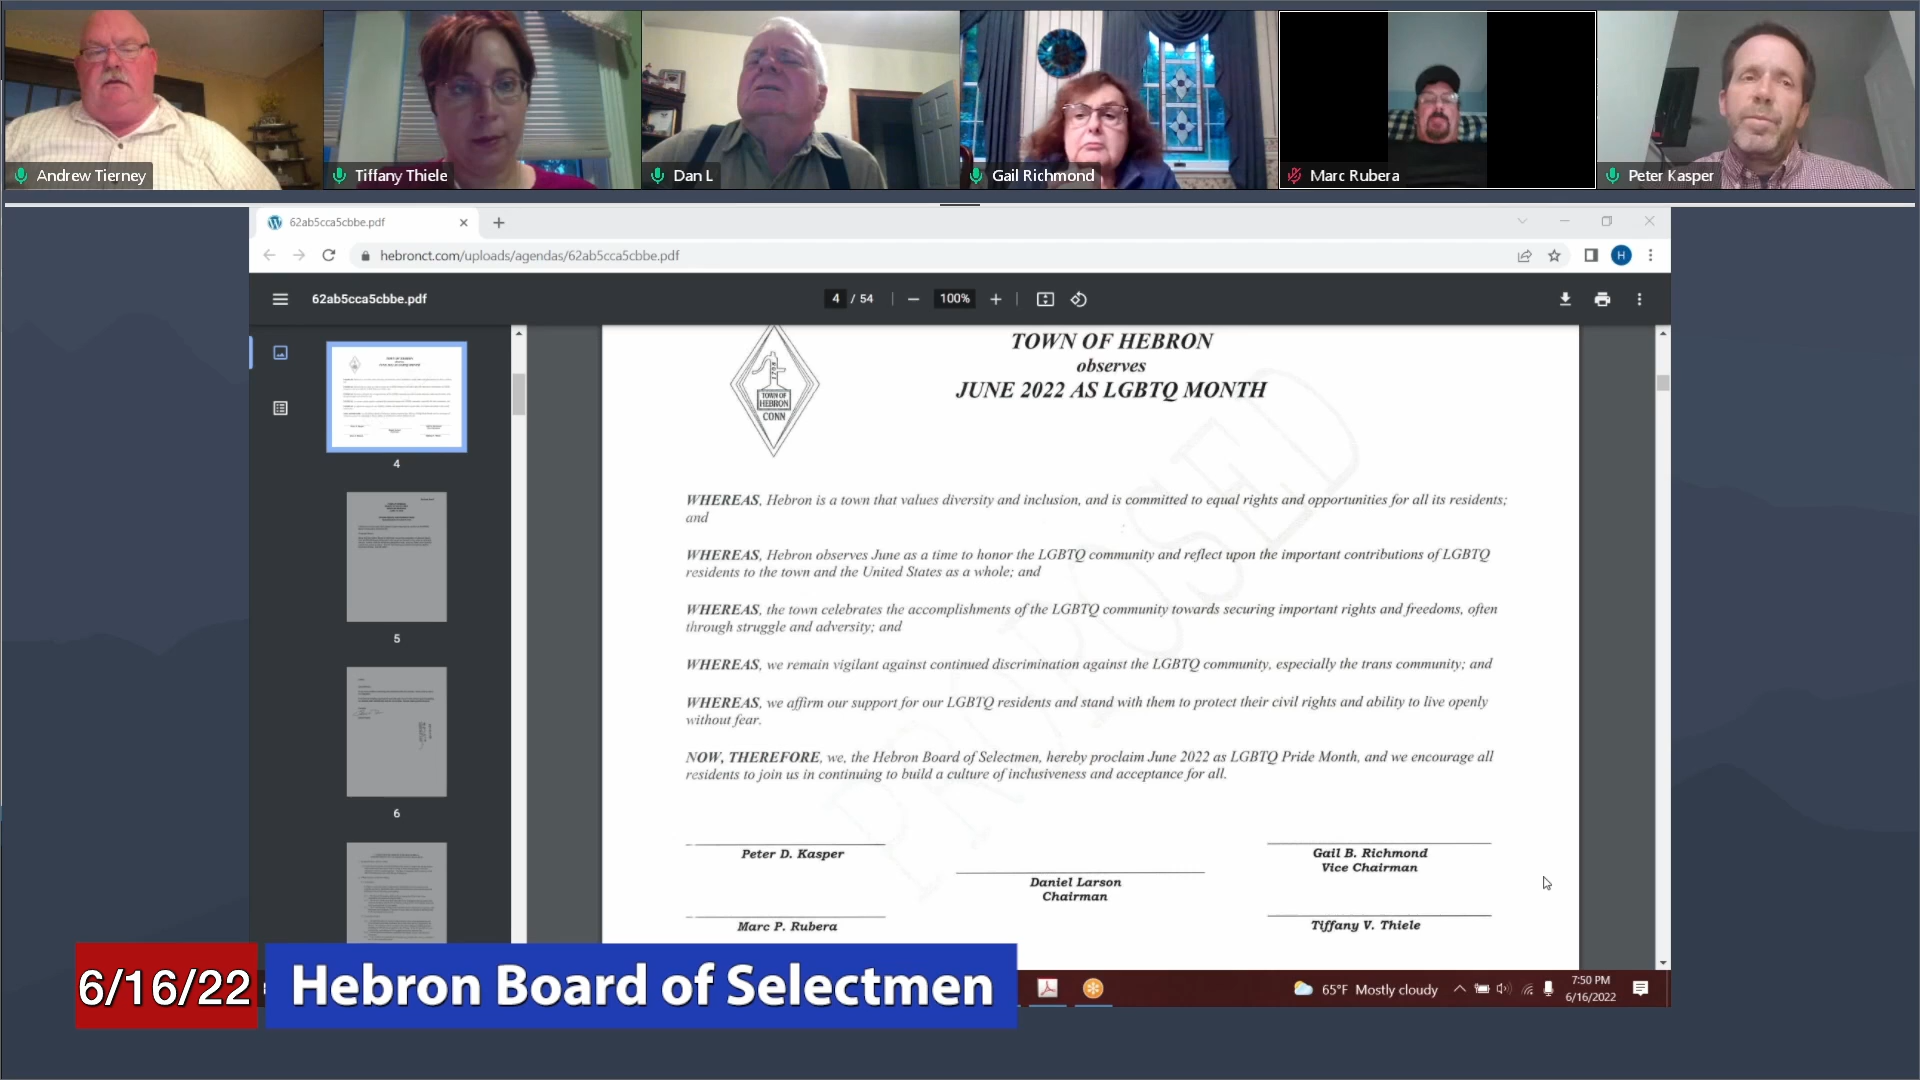 Andrew Tierney
Tiffany Thiele
Dan L
Gail Richmond
Marc Rubera
Peter Kasper
62ab5cca5cbbe.pdf
hebronct.com/uploads/agendas/62ab5cca5cbbe.pdf
H
62ab5cca5cbbe.pdf
4 / 54
100%
4
5
6
TOWN OF
HEBRON
CONN
TOWN OF HEBRON
observes
JUNE 2022 AS LGBTQ MONTH
WHEREAS, Hebron is a town that values diversity and inclusion, and is committed to equal rights and opportunities for all its residents;
and
WHEREAS, Hebron observes June as a time to honor the LGBTQ community and reflect upon the important contributions of LGBTQ
residents to the town and the United States as a whole; and
WHEREAS, the town celebrates the accomplishments of the LGBTQ community towards securing important rights and freedoms, often
through struggle and adversity; and
WHEREAS, we remain vigilant against continued discrimination against the LGBTQ community, especially the trans community; and
WHEREAS, we affirm our support for our LGBTQ residents and stand with them to protect their civil rights and ability to live openly
without fear.
NOW, THEREFORE, we, the Hebron Board of Selectmen, hereby proclaim June 2022 as LGBTQ Pride Month, and we encourage all
residents to join us in continuing to build a culture of inclusiveness and acceptance for all.
PROPOSED
Peter D. Kasper
Gail B. Richmond
Vice Chairman
Daniel Larson
Chairman
Marc P. Rubera
Tiffany V. Thiele
6/16/22
Hebron Board of Selectmen
65°F Mostly cloudy
7:50 PM
6/16/2022